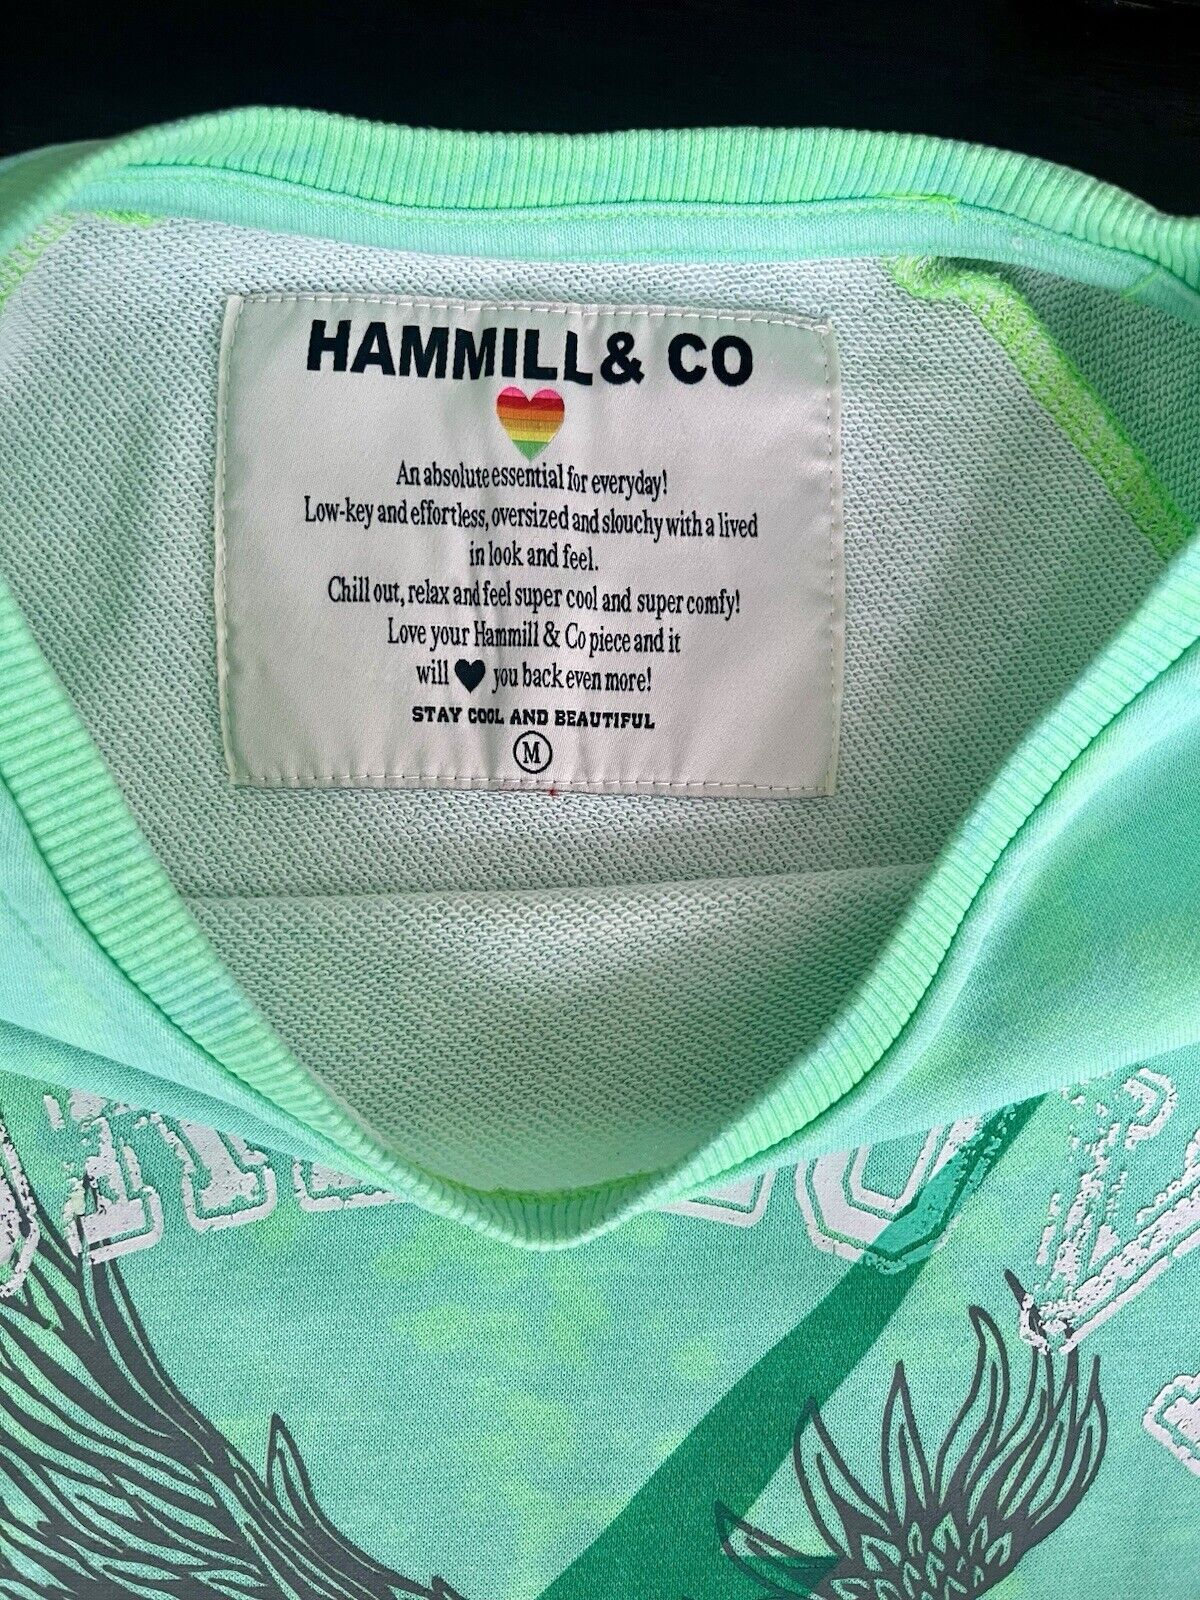 HAMMILL & CO
An absolute essential for everyday!
Low-key and effortless, oversized and slouchy with a lived
in look and feel.
Chill out, relax and feel super cool and super comfy!
Love your Hammill & Co piece and it
will ♥ you back even more!
STAY COOL AND BEAUTIFUL
M